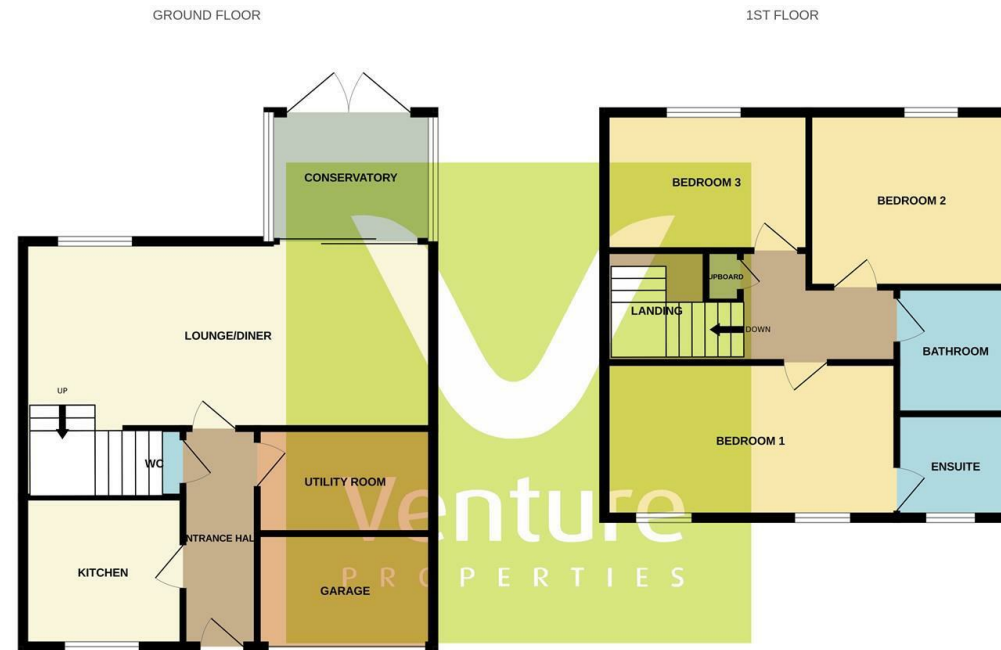 GROUND FLOOR
1ST FLOOR
CONSERVATORY
BEDROOM 3
BEDROOM 2
UPBOARD
LANDING
DOWN
LOUNGE/DINER
BATHROOM
UP
BEDROOM 1
WC
ENSUITE
UTILITY ROOM
Venture
NTRANCE HAL
KITCHEN
PROPERTIES
GARAGE